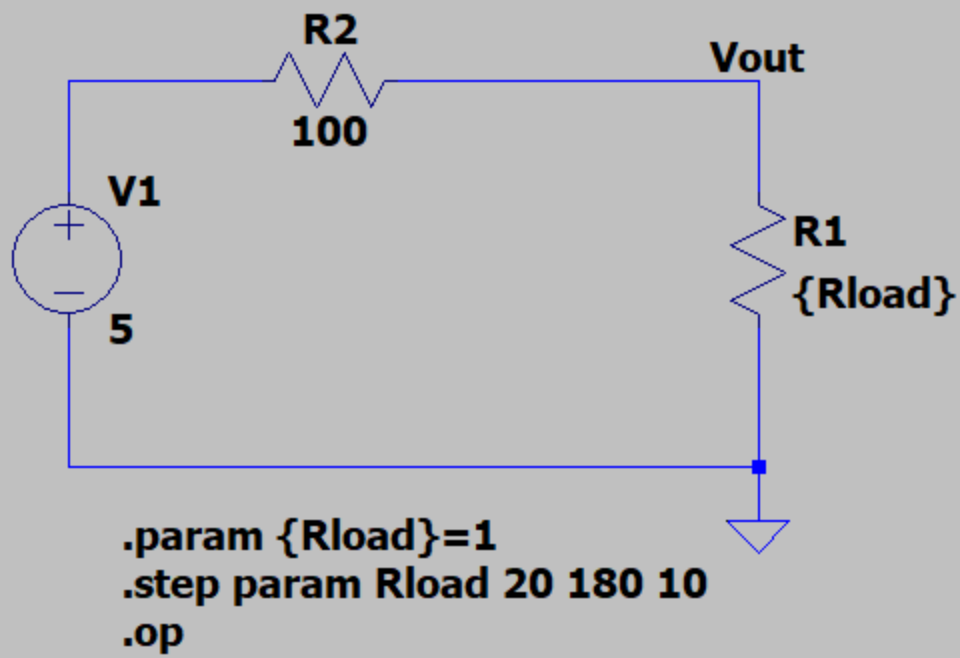 R2
Vout
100
V1
+
R1
{Rload}
5
.param {Rload}=1
.step param Rload 20 180 10
.op